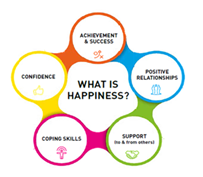 ACHIEVEMENT
& SUCCESS
CONFIDENCE
POSITIVE
RELATIONSHIPS
WHAT IS
HAPPINESS?
COPING SKILLS
SUPPORT
(to & from others)